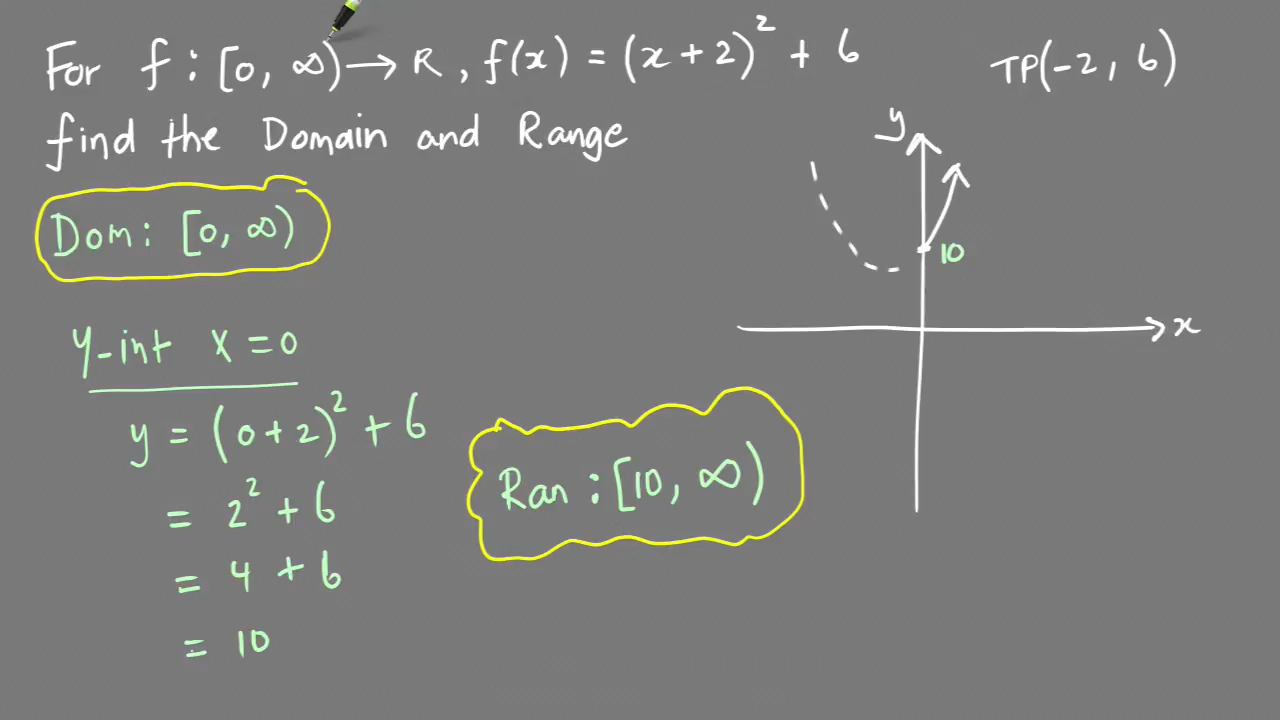 For f : [0, ∞) → R, f(x) = (x + 2)² + 6
find the Domain and Range
TP(-2, 6)
Dom: [0, ∞)
y
10
x
y-int x = 0
y = (0 + 2)² + 6
= 2² + 6
= 4 + 6
= 10
Ran : [10, ∞)